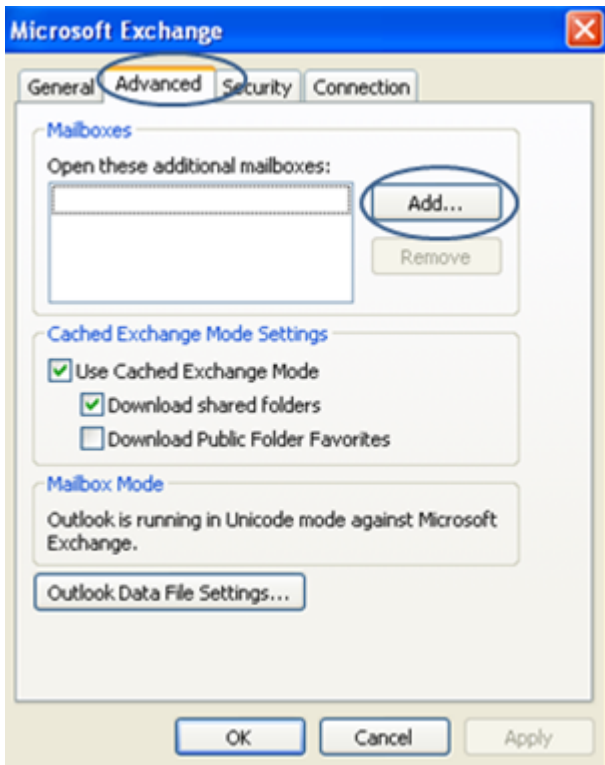 Microsoft Exchange
General Advanced Security Connection
Mailboxes
Open these additional mailboxes:
Add...
Remove
Cached Exchange Mode Settings
Use Cached Exchange Mode
Download shared folders
Download Public Folder Favorites
Mailbox Mode
Outlook is running in Unicode mode against Microsoft
Exchange.
Outlook Data File Settings...
OK Cancel Apply